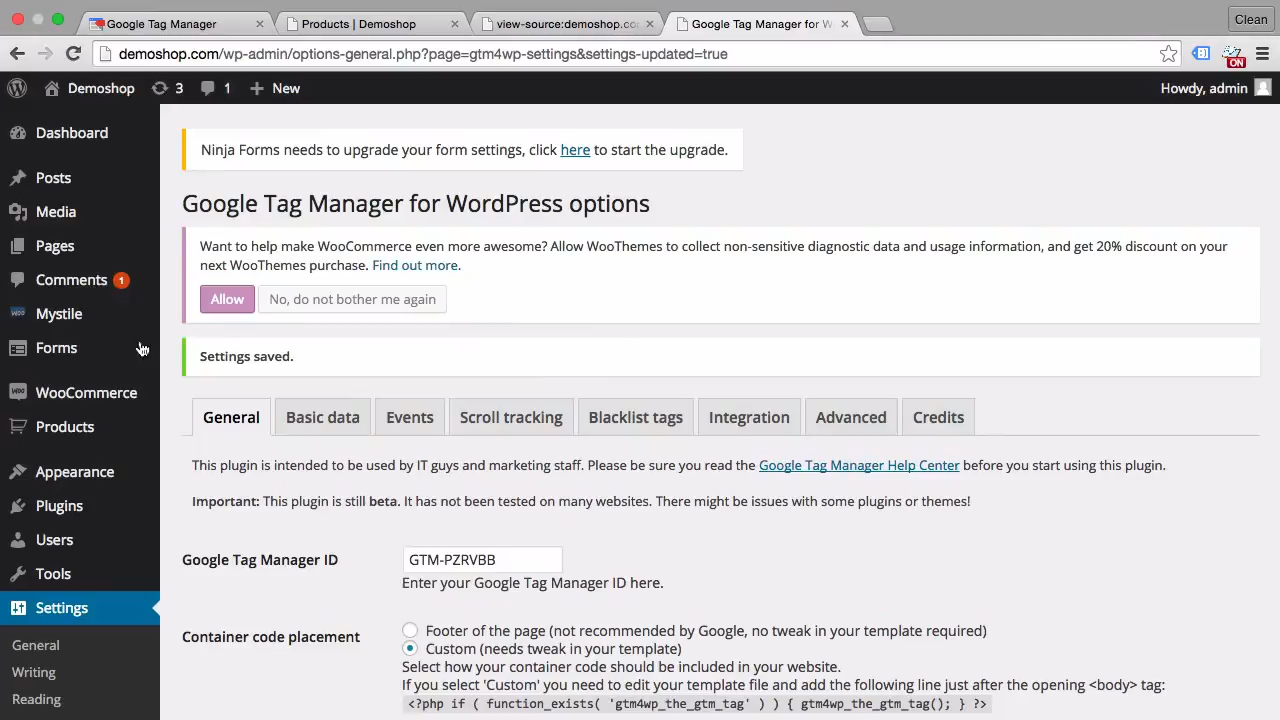 Google Tag Manager
Products | Demoshop
view-source:demoshop.co
Google Tag Manager for W
Clean
demoshop.com/wp-admin/options-general.php?page=gtm4wp-settings&settings-updated=true
ON
Demoshop
3
1
New
Howdy, admin
Dashboard
Posts
Media
Pages
Comments 1
Mystile
Forms
WooCommerce
Products
Appearance
Plugins
Users
Tools
Settings
General
Writing
Reading
Ninja Forms needs to upgrade your form settings, click here to start the upgrade.
Google Tag Manager for WordPress options
Want to help make WooCommerce even more awesome? Allow WooThemes to collect non-sensitive diagnostic data and usage information, and get 20% discount on your
next WooThemes purchase. Find out more.
Allow
No, do not bother me again
Settings saved.
General
Basic data
Events
Scroll tracking
Blacklist tags
Integration
Advanced
Credits
This plugin is intended to be used by IT guys and marketing staff. Please be sure you read the Google Tag Manager Help Center before you start using this plugin.
Important: This plugin is still beta. It has not been tested on many websites. There might be issues with some plugins or themes!
Google Tag Manager ID
GTM-PZRVBB
Enter your Google Tag Manager ID here.
Container code placement
Footer of the page (not recommended by Google, no tweak in your template required)
Custom (needs tweak in your template)
Select how your container code should be included in your website.
If you select 'Custom' you need to edit your template file and add the following line just after the opening <body> tag:
<?php if ( function_exists( 'gtm4wp_the_gtm_tag' ) ) { gtm4wp_the_gtm_tag(); } ?>